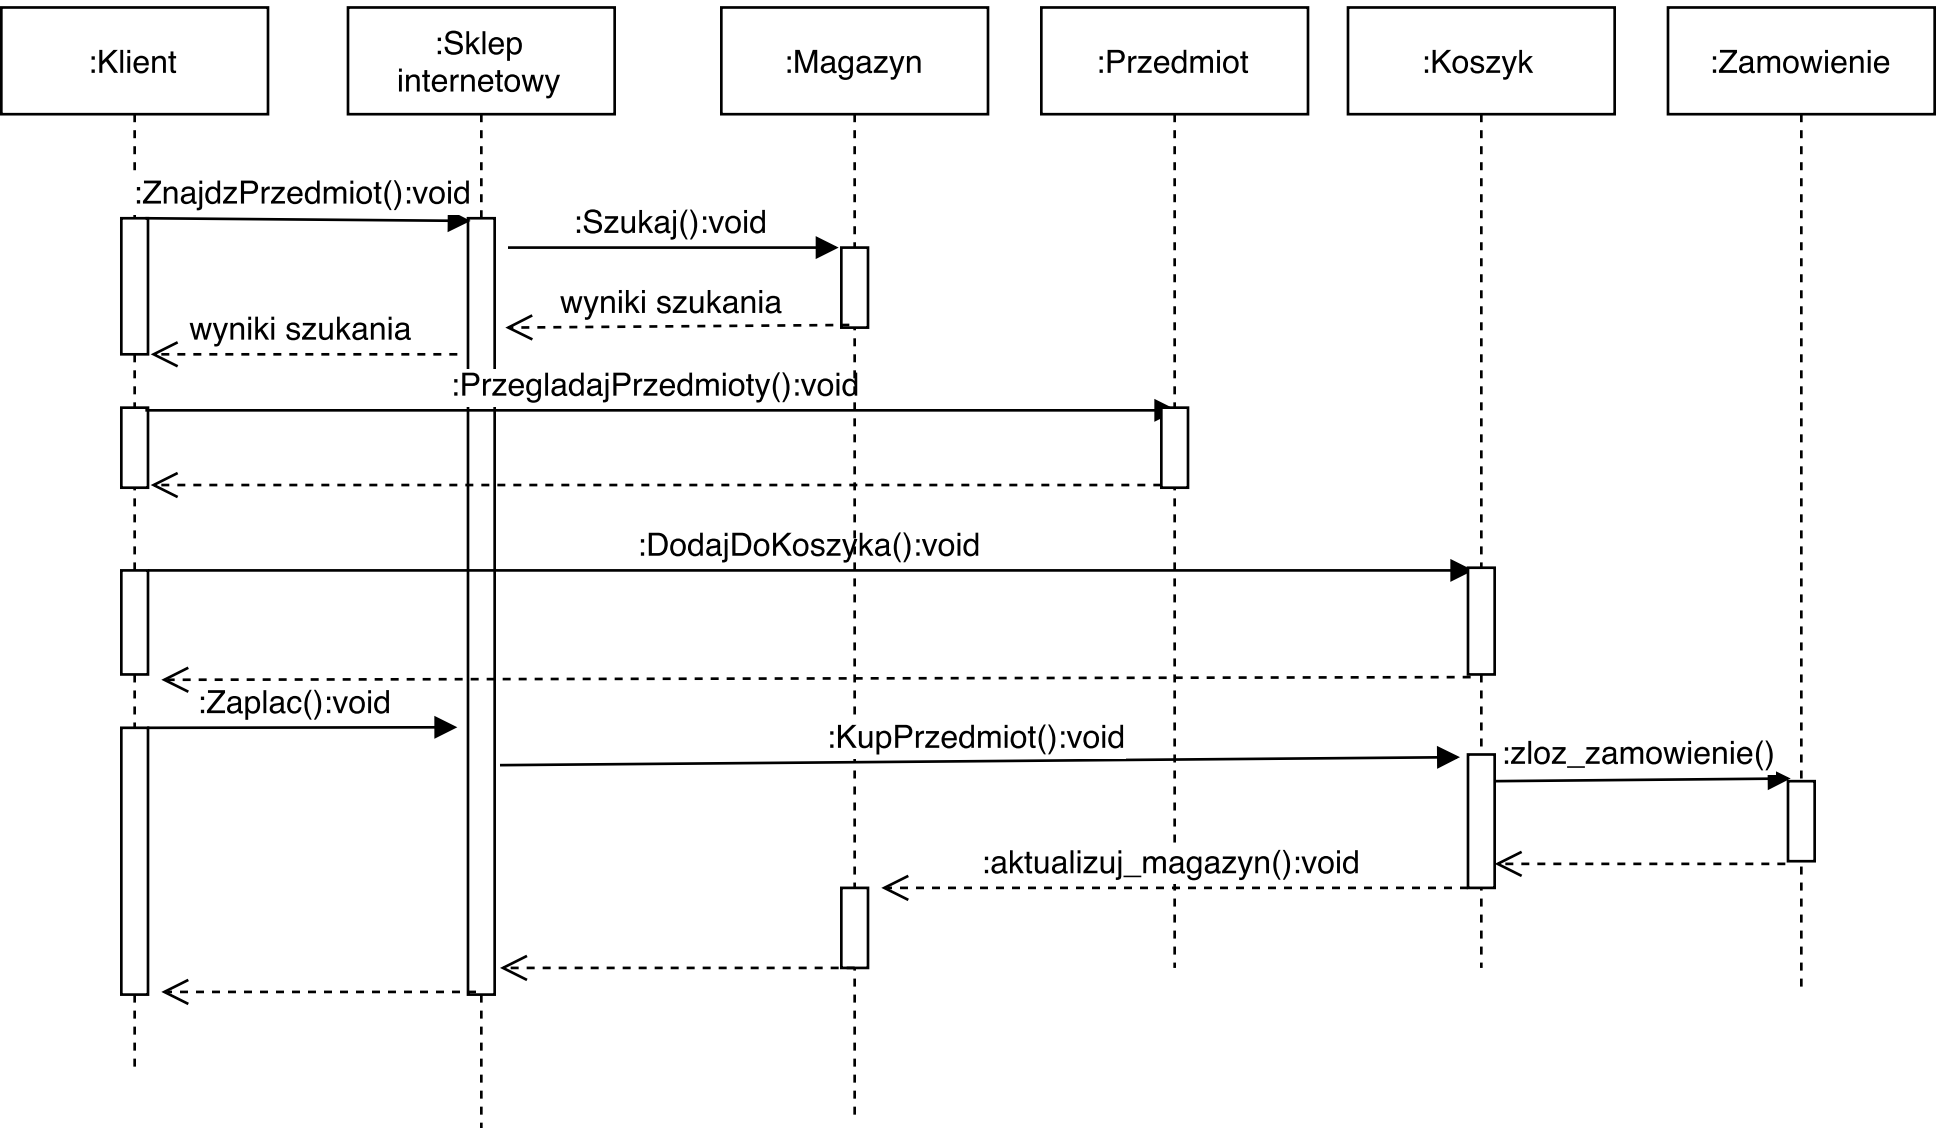 :Klient
:Sklep
internetowy
:Magazyn
:Przedmiot
:Koszyk
:Zamowienie
:ZnajdzPrzedmiot():void
:Szukaj():void
wyniki szukania
wyniki szukania
:PrzegladajPrzedmioty():void
:DodajDoKoszyka():void
:Zaplac():void
:KupPrzedmiot():void
:zloz_zamowienie()
:aktualizuj_magazyn():void